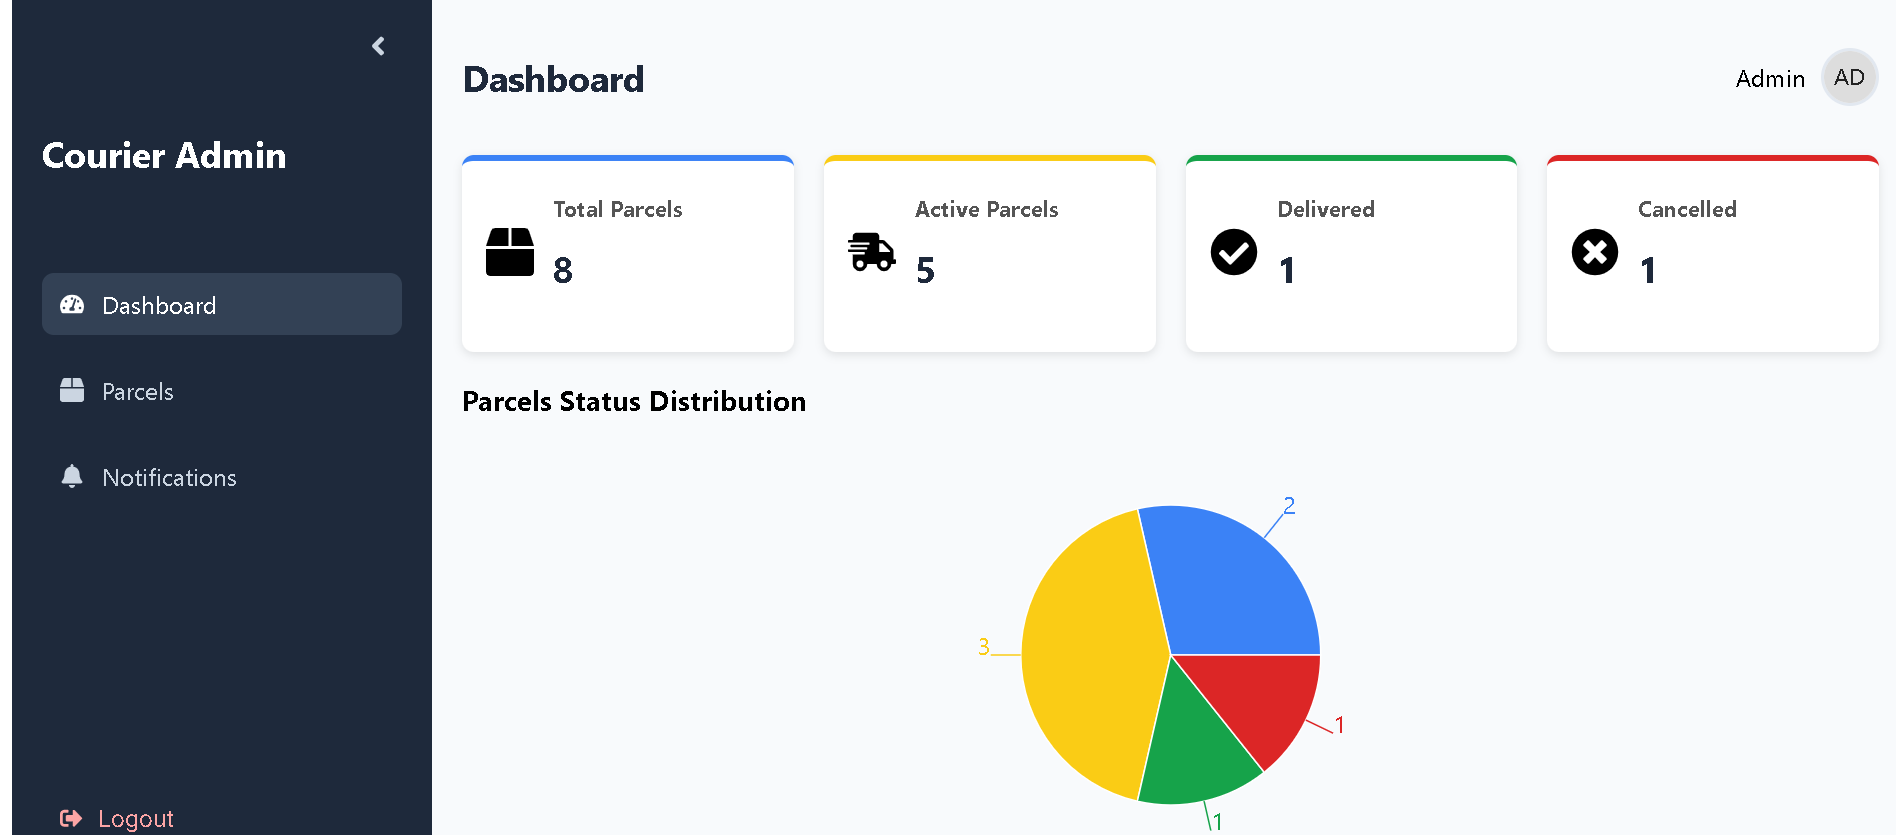 Courier Admin
Dashboard
Parcels
Notifications
Logout
Dashboard
Admin
AD
Total Parcels
8
Active Parcels
5
Delivered
1
Cancelled
1
Parcels Status Distribution
2
3
1
1